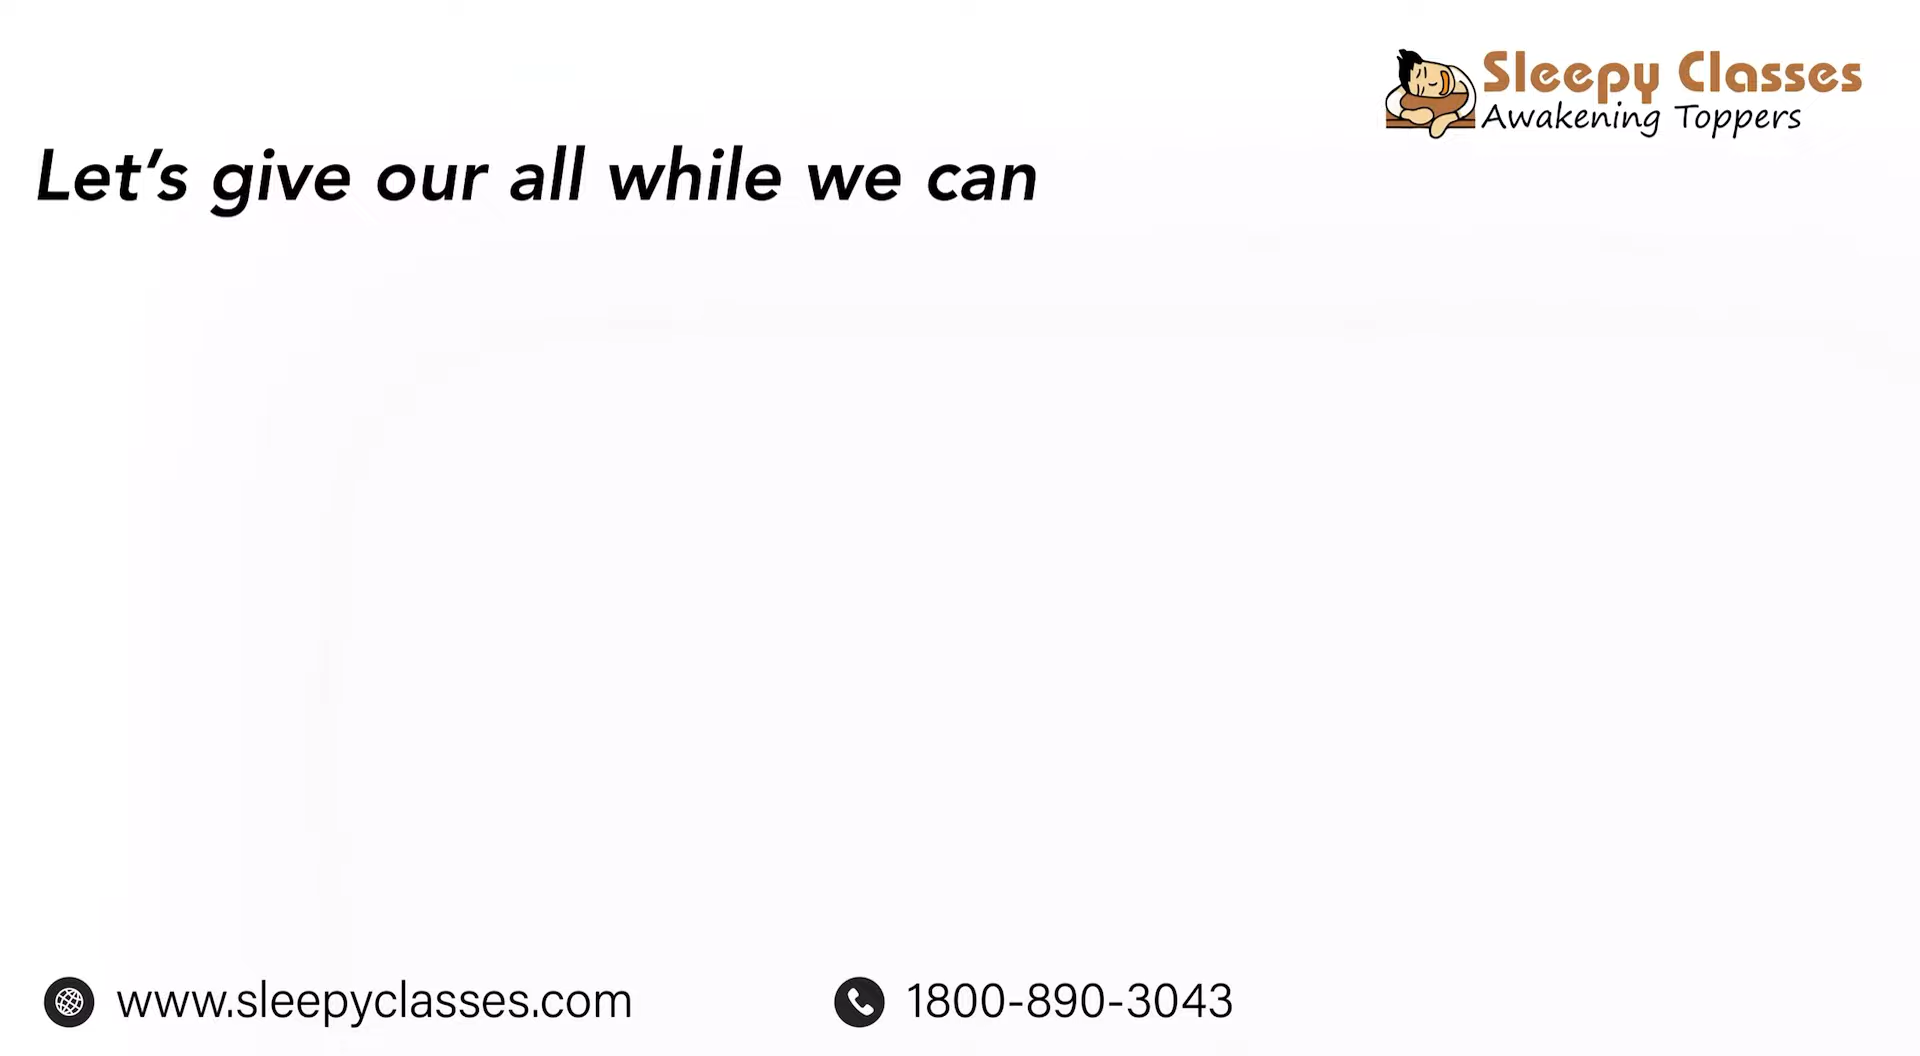 Sleepy Classes
Awakening Toppers
Let's give our all while we can
www.sleepyclasses.com
1800-890-3043